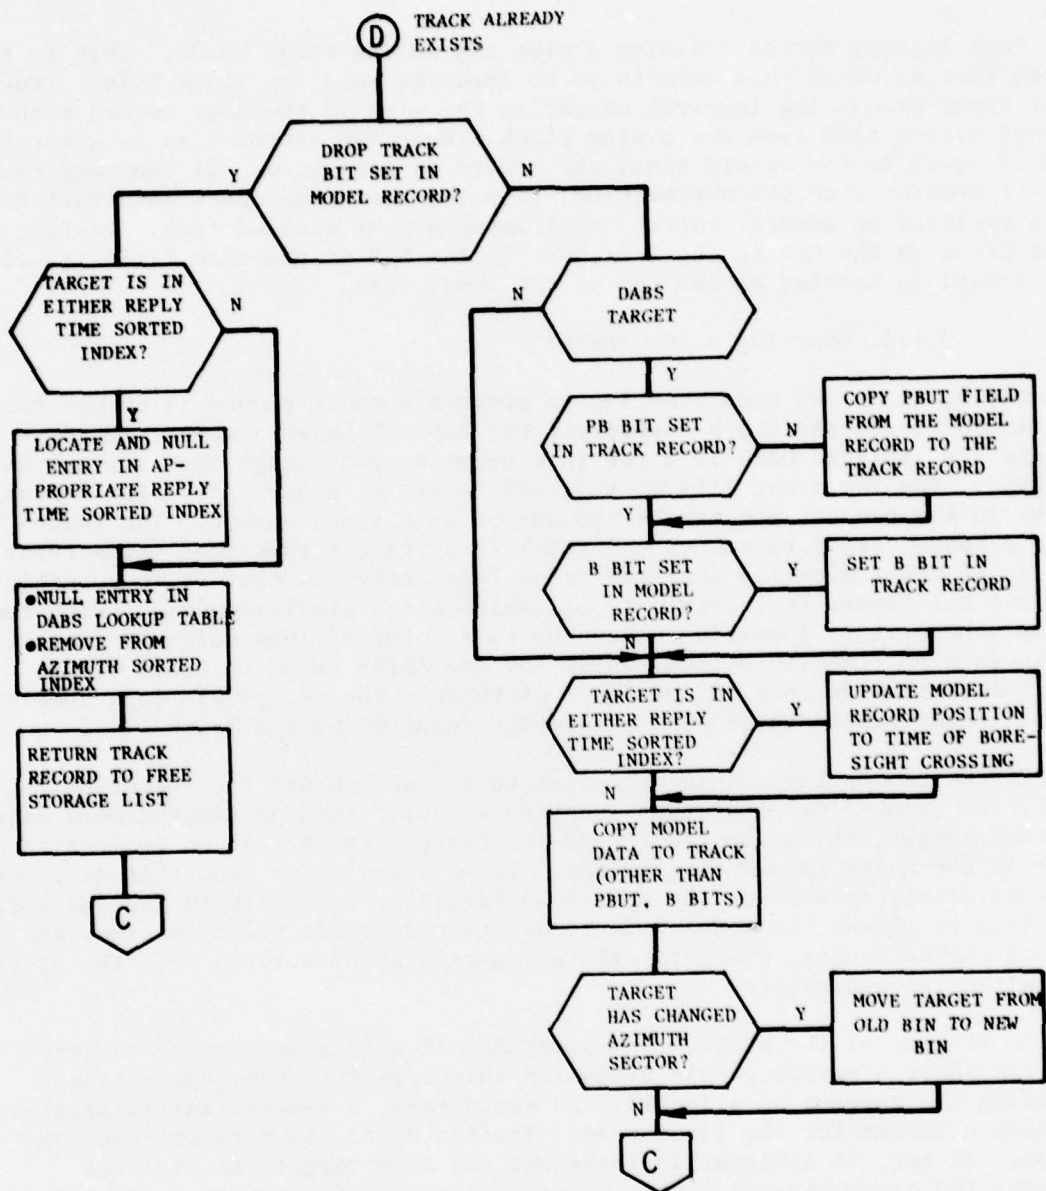 D
TRACK ALREADY
EXISTS
DROP TRACK
BIT SET IN
MODEL RECORD?
Y
N
TARGET IS IN
EITHER REPLY
TIME SORTED
INDEX?
N
Y
LOCATE AND NULL
ENTRY IN AP-
PROPRIATE REPLY
TIME SORTED INDEX
●NULL ENTRY IN
DABS LOOKUP TABLE
●REMOVE FROM
AZIMUTH SORTED
INDEX
RETURN TRACK
RECORD TO FREE
STORAGE LIST
C
N
DABS
TARGET
Y
PB BIT SET
IN TRACK RECORD?
N
COPY PBUT FIELD
FROM THE MODEL
RECORD TO THE
TRACK RECORD
Y
B BIT SET
IN MODEL
RECORD?
Y
SET B BIT IN
TRACK RECORD
N
TARGET IS IN
EITHER REPLY
TIME SORTED
INDEX?
Y
UPDATE MODEL
RECORD POSITION
TO TIME OF BORE-
SIGHT CROSSING
N
COPY MODEL
DATA TO TRACK
(OTHER THAN
PBUT, B BITS)
TARGET
HAS CHANGED
AZIMUTH
SECTOR?
Y
MOVE TARGET FROM
OLD BIN TO NEW
BIN
N
C